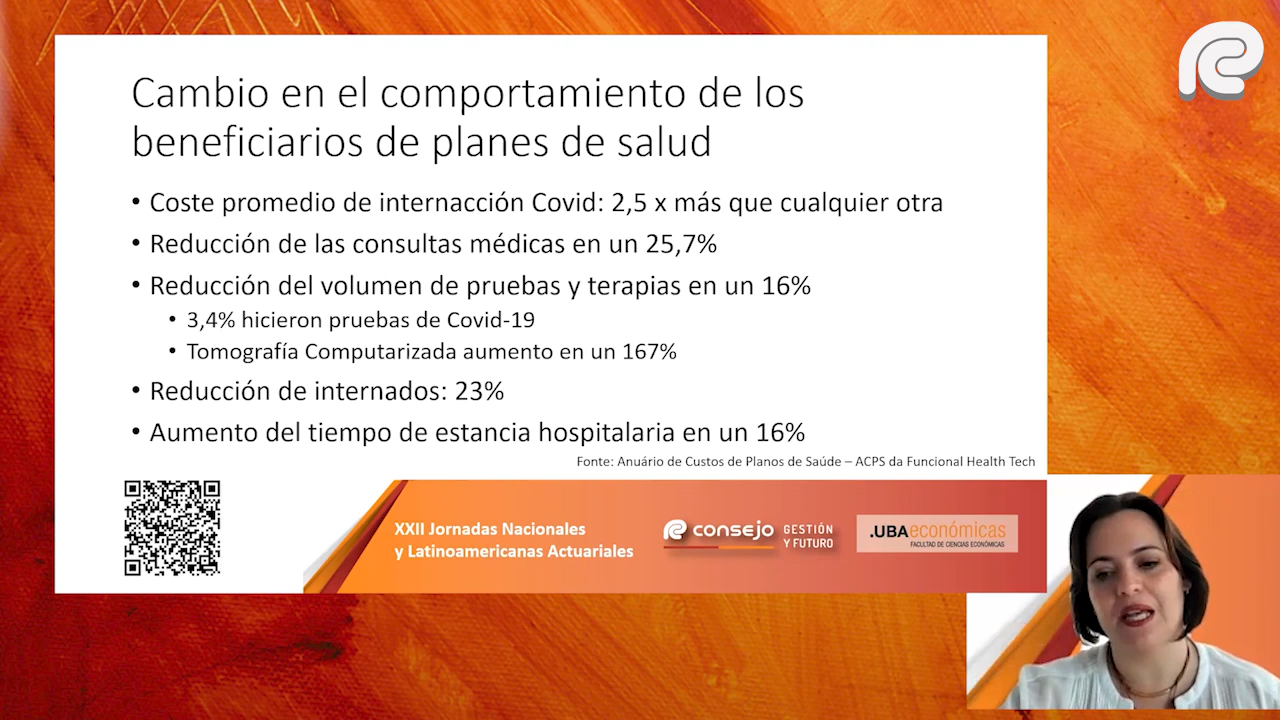 Cambio en el comportamiento de los
beneficiarios de planes de salud
• Coste promedio de internacción Covid: 2,5 x más que cualquier otra
• Reducción de las consultas médicas en un 25,7%
• Reducción del volumen de pruebas y terapias en un 16%
• 3,4% hicieron pruebas de Covid-19
• Tomografía Computarizada aumento en un 167%
• Reducción de internados: 23%
• Aumento del tiempo de estancia hospitalaria en un 16%
Fonte: Anuário de Custos de Planos de Saúde – ACPS da Funcional Health Tech
XXII Jornadas Nacionales
y Latinoamericanas Actuariales
consejo
GESTIÓN
Y FUTURO
.UBAeconómicas
FACULTAD DE CIENCIAS ECONÓMICAS